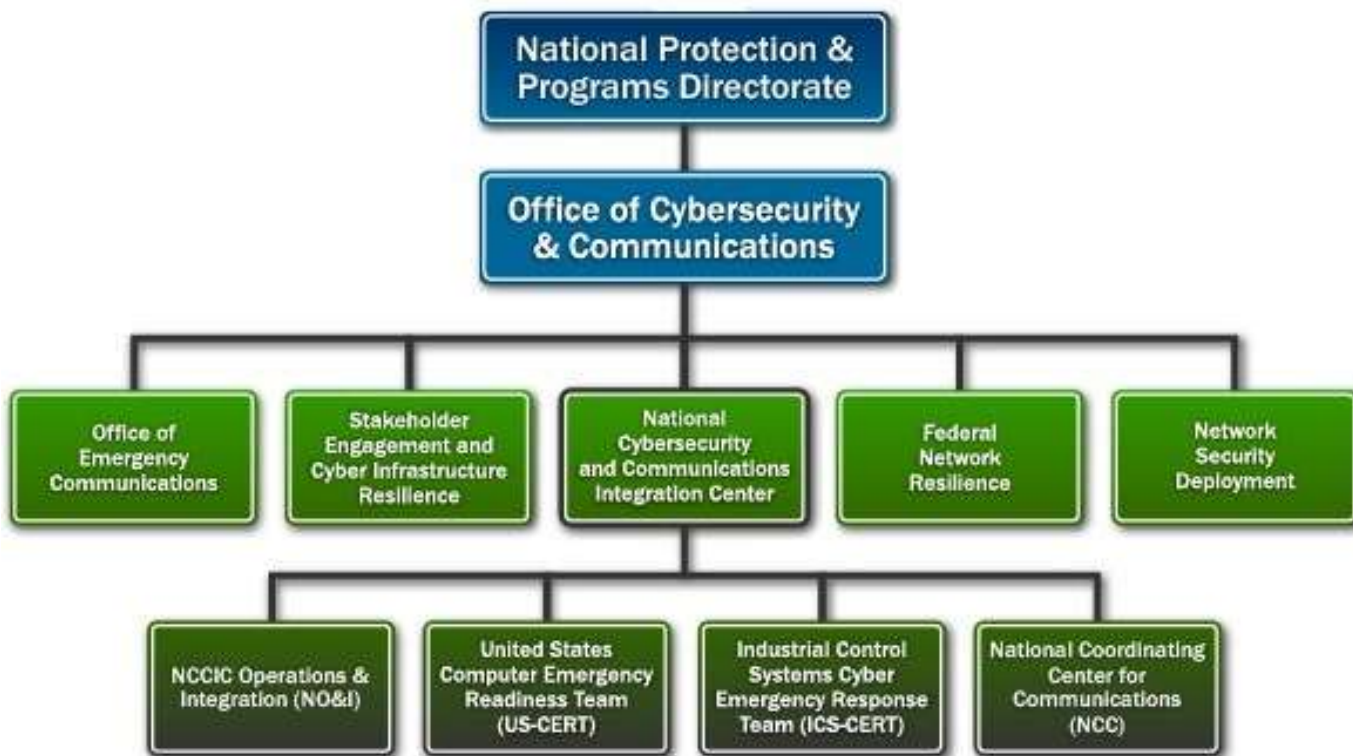 National Protection &
Programs Directorate
Office of Cybersecurity
& Communications
Office of
Emergency
Communications
Stakeholder
Engagement and
Cyber Infrastructure
Resilience
National
Cybersecurity
and Communications
Integration Center
Federal
Network
Resilience
Network
Security
Deployment
NCCIC Operations &
Integration (NO&I)
United States
Computer Emergency
Readiness Team
(US-CERT)
Industrial Control
Systems Cyber
Emergency Response
Team (ICS-CERT)
National Coordinating
Center for
Communications
(NCC)